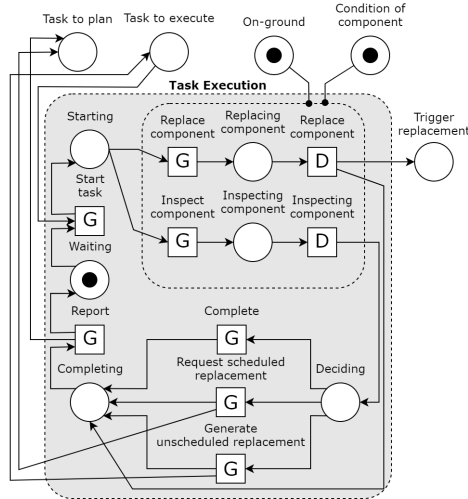 Task to plan
Task to execute
On-ground
Condition of
component
Task Execution
Starting
Replace
component
Replacing
component
Replace
component
Trigger
replacement
G
D
Start
task
G
Inspect
component
Inspecting
component
Inspecting
component
G
D
Waiting
Report
G
Complete
G
Completing
Request scheduled
replacement
G
Deciding
Generate
unscheduled replacement
G